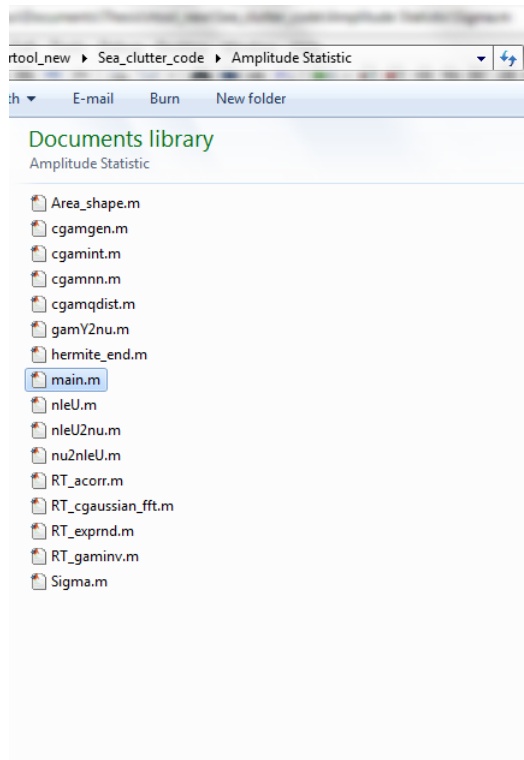 rtool_new ▸ Sea_clutter_code ▸ Amplitude Statistic
th E-mail Burn New folder
Documents library
Amplitude Statistic
Area_shape.m
cgamgen.m
cgamint.m
cgamnn.m
cgamqdist.m
gamY2nu.m
hermite_end.m
main.m
nleU.m
nleU2nu.m
nu2nleU.m
RT_acorr.m
RT_cgaussian_fft.m
RT_exprnd.m
RT_gaminv.m
Sigma.m